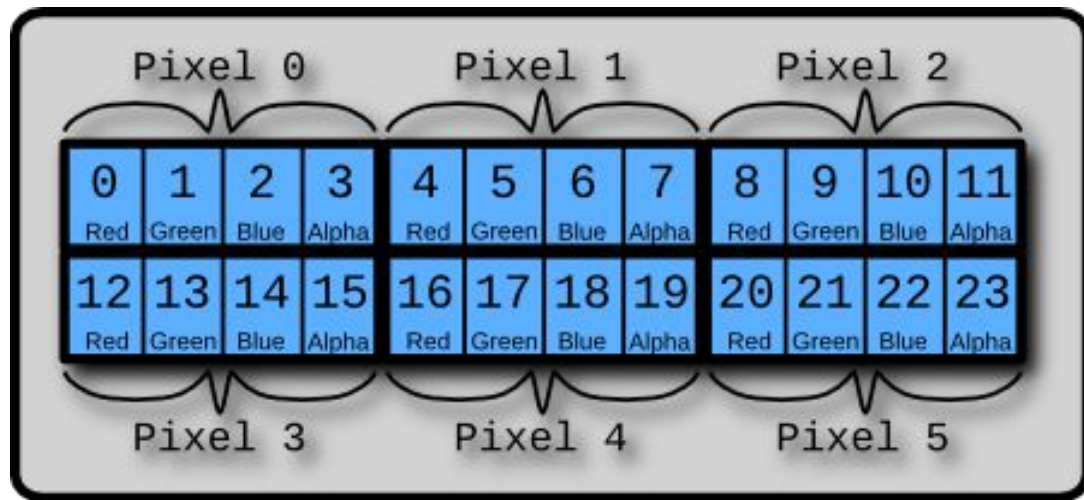 Pixel 0 Pixel 1 Pixel 2
0 1 2 3 4 5 6 7 8 9 10 11
Red Green Blue Alpha Red Green Blue Alpha Red Green Blue Alpha
12 13 14 15 16 17 18 19 20 21 22 23
Red Green Blue Alpha Red Green Blue Alpha Red Green Blue Alpha
Pixel 3 Pixel 4 Pixel 5